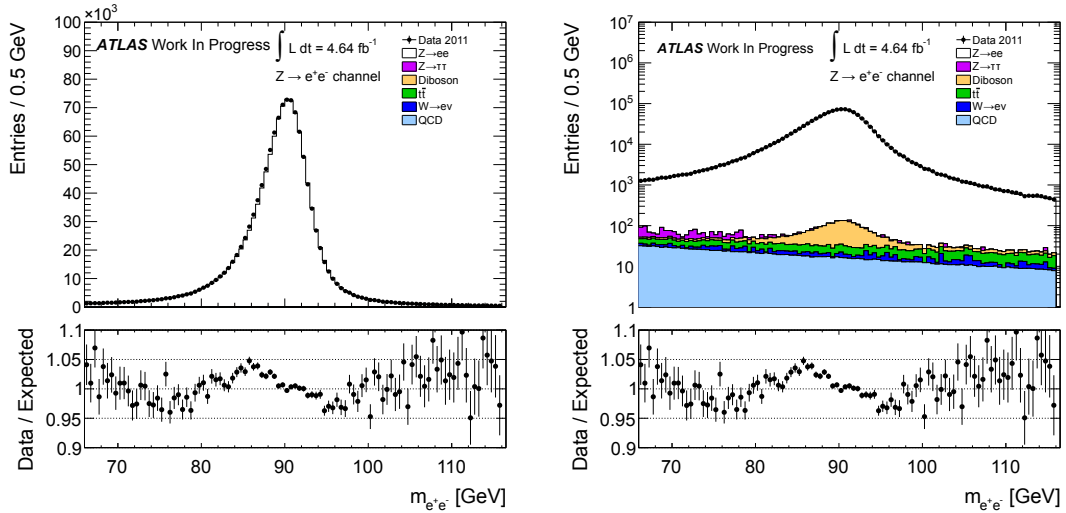 ×10³
100
90
80
70
60
50
40
30
20
10
0
Entries / 0.5 GeV
ATLAS Work In Progress
∫ L dt = 4.64 fb⁻¹
Z → e⁺e⁻ channel
Data 2011
Z→ee
Z→ττ
Diboson
tt̄
W→eν
QCD
1.1
1.05
1
0.95
0.9
Data / Expected
70 80 90 100 110
m_e⁺e⁻ [GeV]
10⁷
10⁶
10⁵
10⁴
10³
10²
10
1
Entries / 0.5 GeV
ATLAS Work In Progress
∫ L dt = 4.64 fb⁻¹
Z → e⁺e⁻ channel
Data 2011
Z→ee
Z→ττ
Diboson
tt̄
W→eν
QCD
1.1
1.05
1
0.95
0.9
Data / Expected
70 80 90 100 110
m_e⁺e⁻ [GeV]